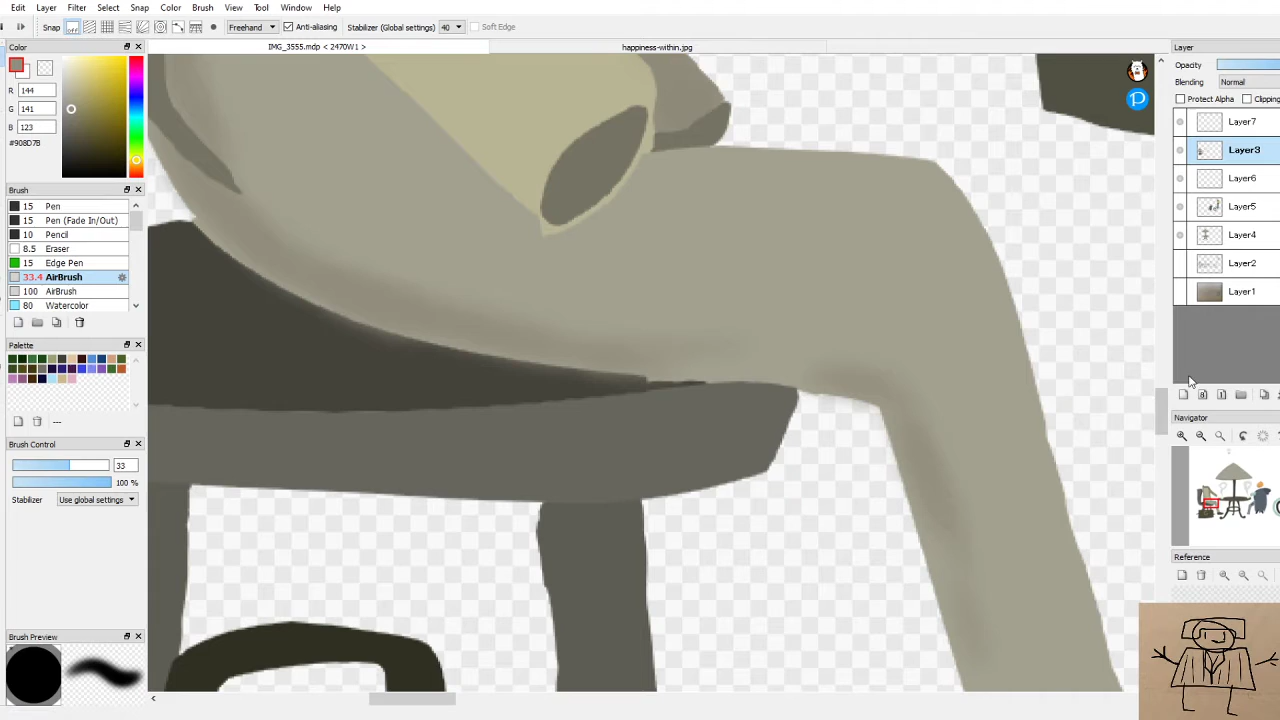 Edit Layer Filter Select Snap Color Brush View Tool Window Help
Snap off Freehand Anti-aliasing Stabilizer (Global settings) 40 Soft Edge
Color
IMG_3555.mdp < 2470W1 >
happiness-within.jpg
Layer
R 144
G 141
B 123
#908D7B
Opacity
Blending Normal
Protect Alpha Clipping
Layer7
Layer3
Layer6
Layer5
Layer4
Layer2
Layer1
Brush
15 Pen
15 Pen (Fade In/Out)
10 Pencil
8.5 Eraser
15 Edge Pen
33.4 AirBrush
100 AirBrush
80 Watercolor
Palette
---
Brush Control
33
100 %
Stabilizer Use global settings
Brush Preview
Navigator
Reference